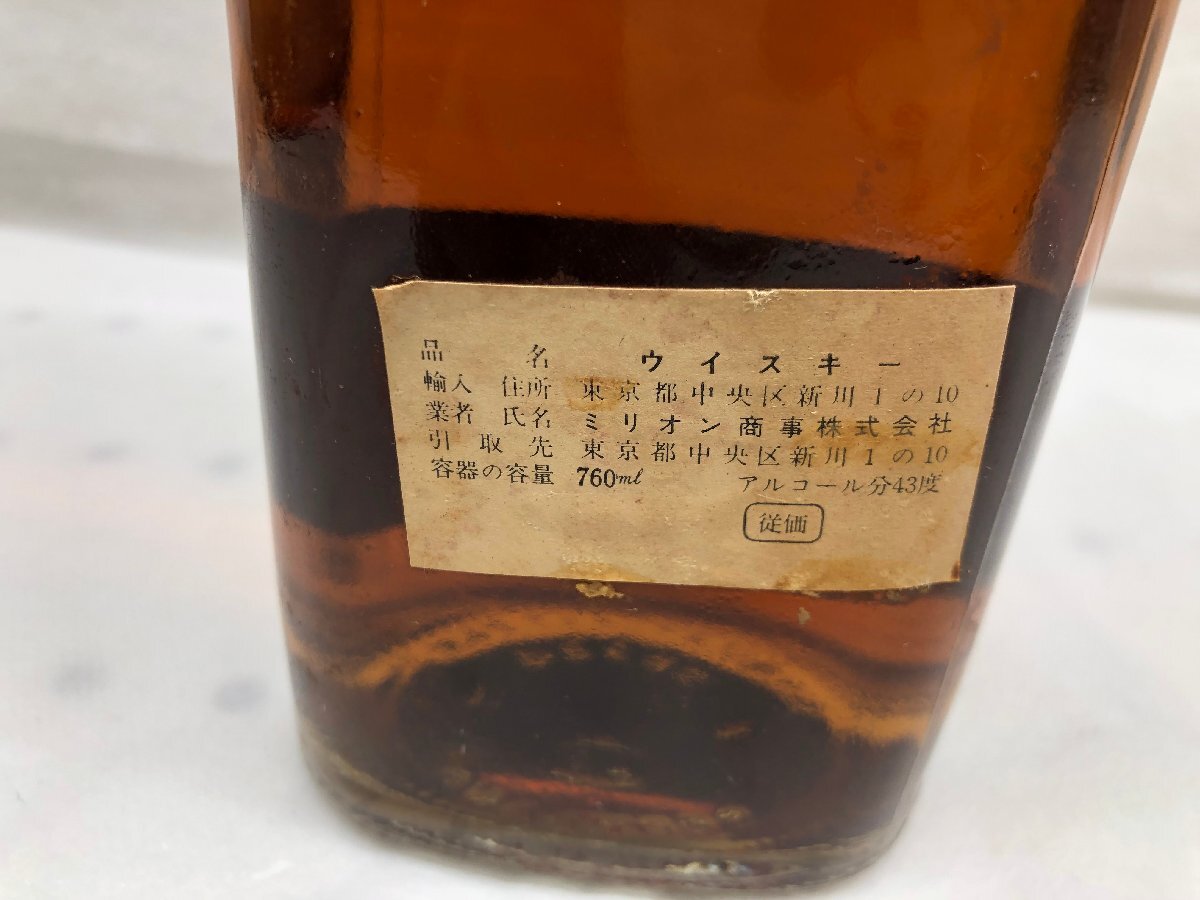 品名 ウイスキー
輸入 住所 東京都中央区新川1の10
業者 氏名 ミリオン商事株式会社
引取先 東京都中央区新川1の10
容器の容量 760ml アルコール分43度
従価